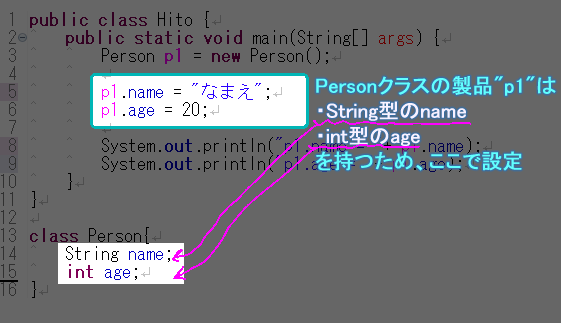 1 public class Hito {
2 public static void main(String[] args) {
3 Person p1 = new Person();
4
5 p1.name = "なまえ";
6 p1.age = 20;
7
8 System.out.println("p1.name = " + p1.name);
9 System.out.println("p1.age = " p1.age);
10 }
11 }
12
13 class Person{
14 String name;
15 int age;
16 }
Personクラスの製品"p1"は
・String型のname
・int型のage
を持つため、ここで設定